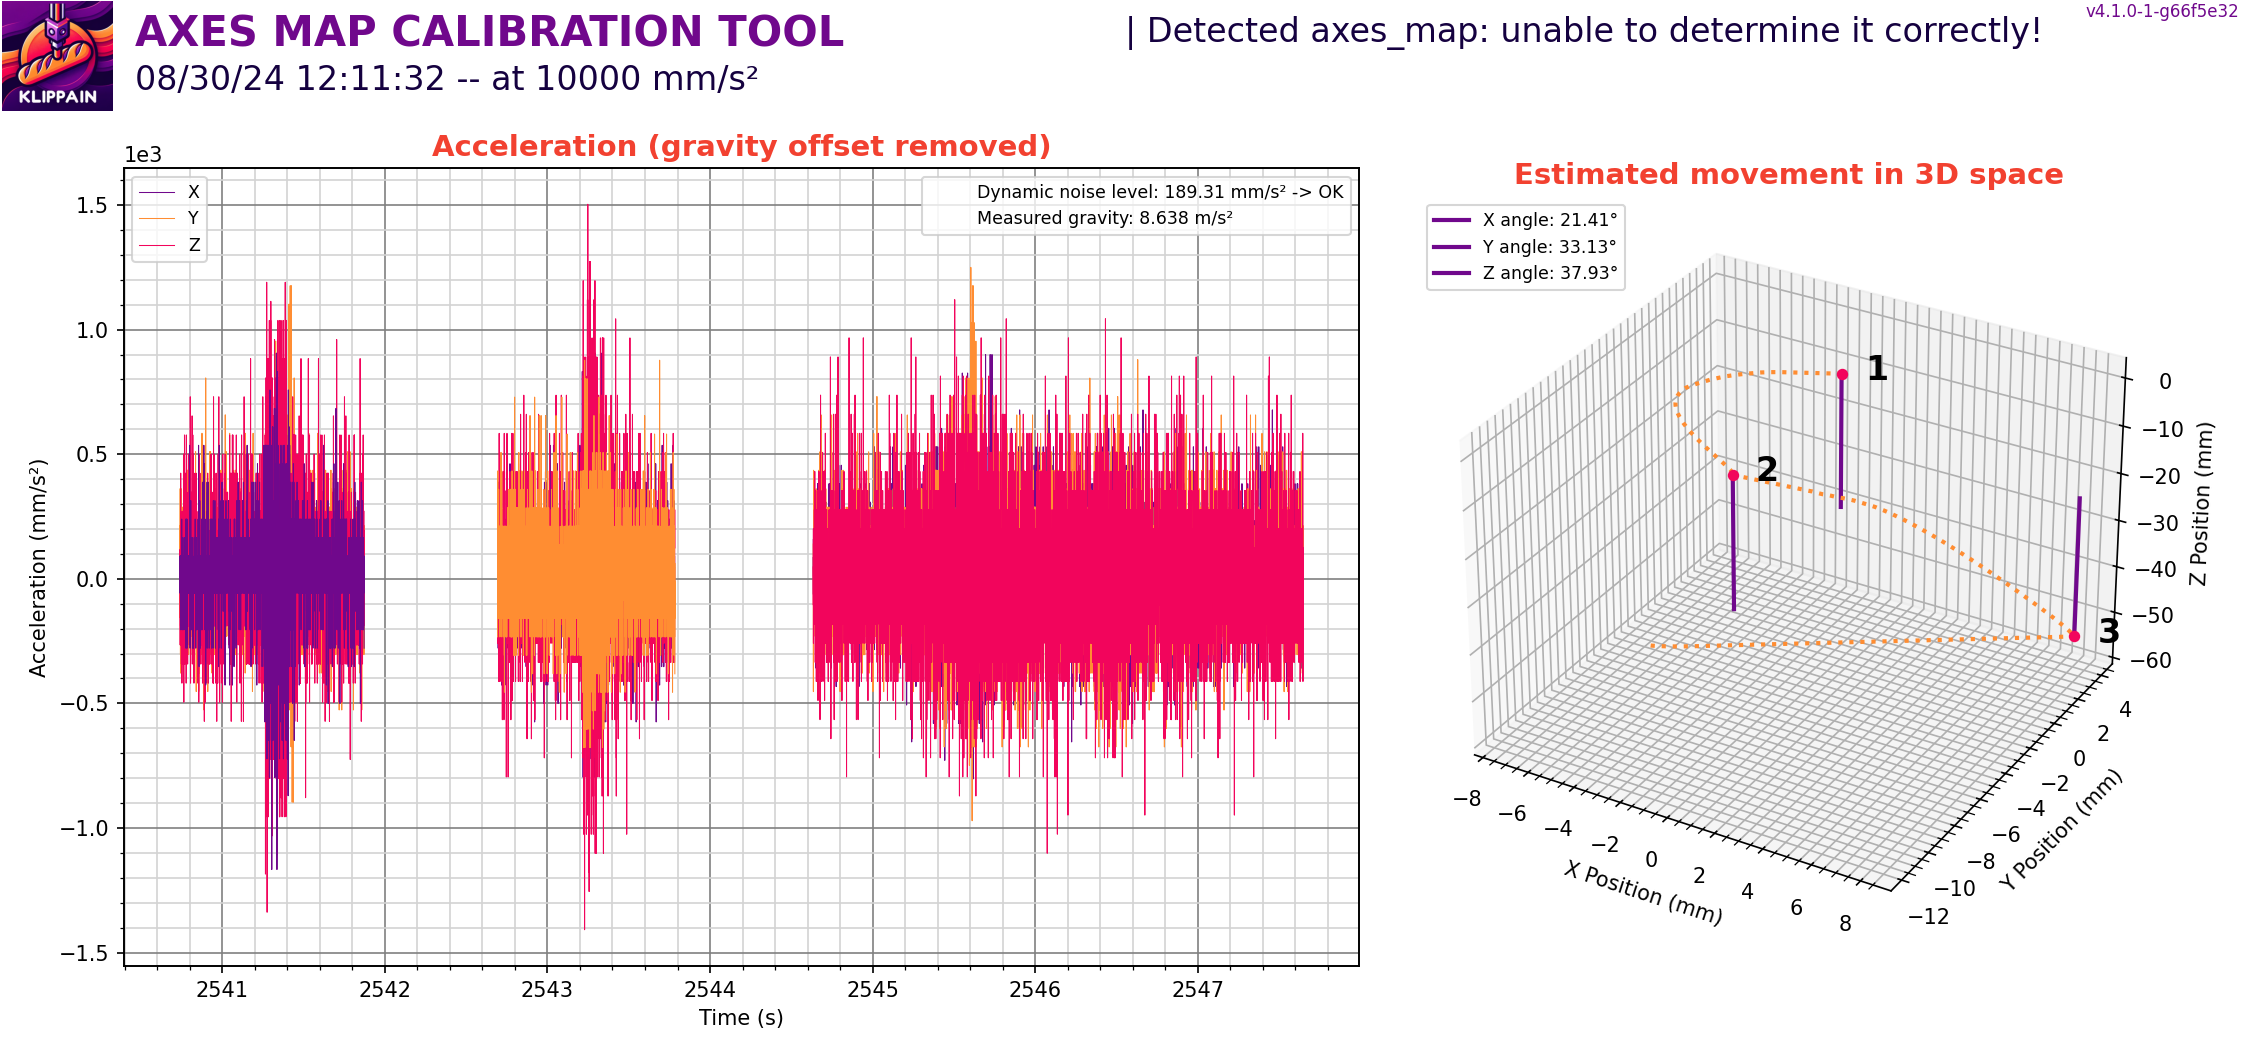 KLIPPAIN
AXES MAP CALIBRATION TOOL
08/30/24 12:11:32 -- at 10000 mm/s²
| Detected axes_map: unable to determine it correctly!
v4.1.0-1-g66f5e32
Acceleration (gravity offset removed)
1e3
X
Y
Z
Dynamic noise level: 189.31 mm/s² -> OK
Measured gravity: 8.638 m/s²
Acceleration (mm/s²)
1.5
1.0
0.5
0.0
−0.5
−1.0
−1.5
2541
2542
2543
2544
2545
2546
2547
Time (s)
Estimated movement in 3D space
X angle: 21.41°
Y angle: 33.13°
Z angle: 37.93°
1
2
3
0
−10
−20
−30
−40
−50
−60
Z Position (mm)
4
2
0
−2
−4
−6
−8
−10
−12
Y Position (mm)
−8
−6
−4
−2
0
2
4
6
8
X Position (mm)